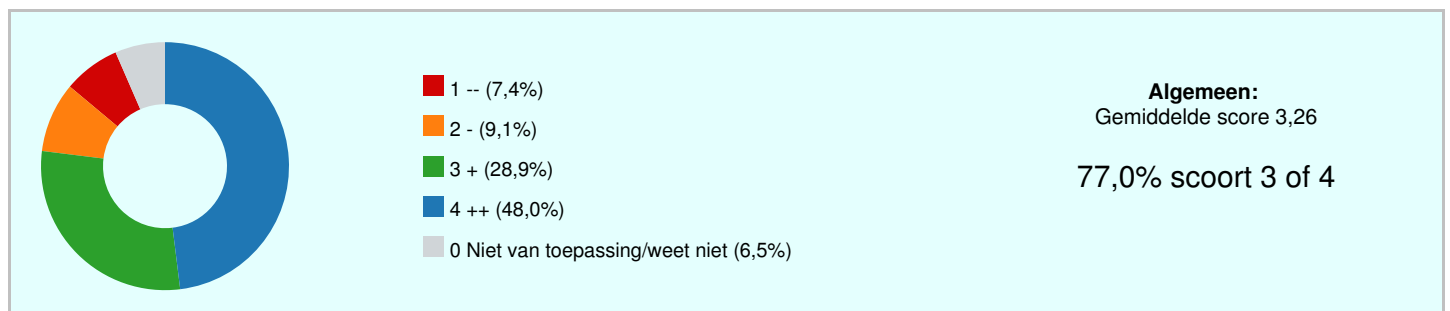 1 -- (7,4%)
2 - (9,1%)
3 + (28,9%)
4 ++ (48,0%)
0 Niet van toepassing/weet niet (6,5%)
Algemeen:
Gemiddelde score 3,26
77,0% scoort 3 of 4